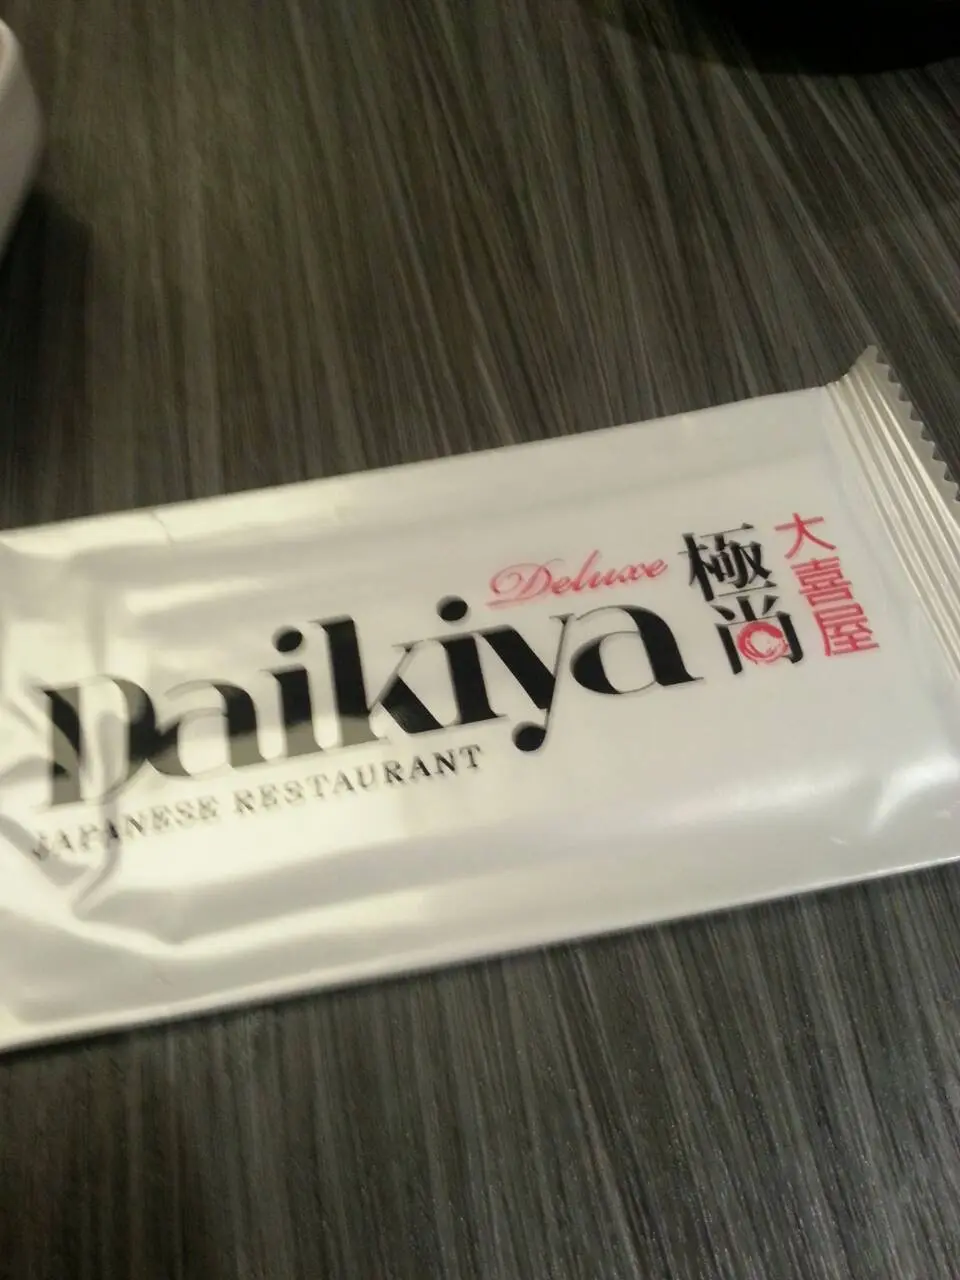 Deluxe
Daikiya
JAPANESE RESTAURANT
極尚
大喜屋